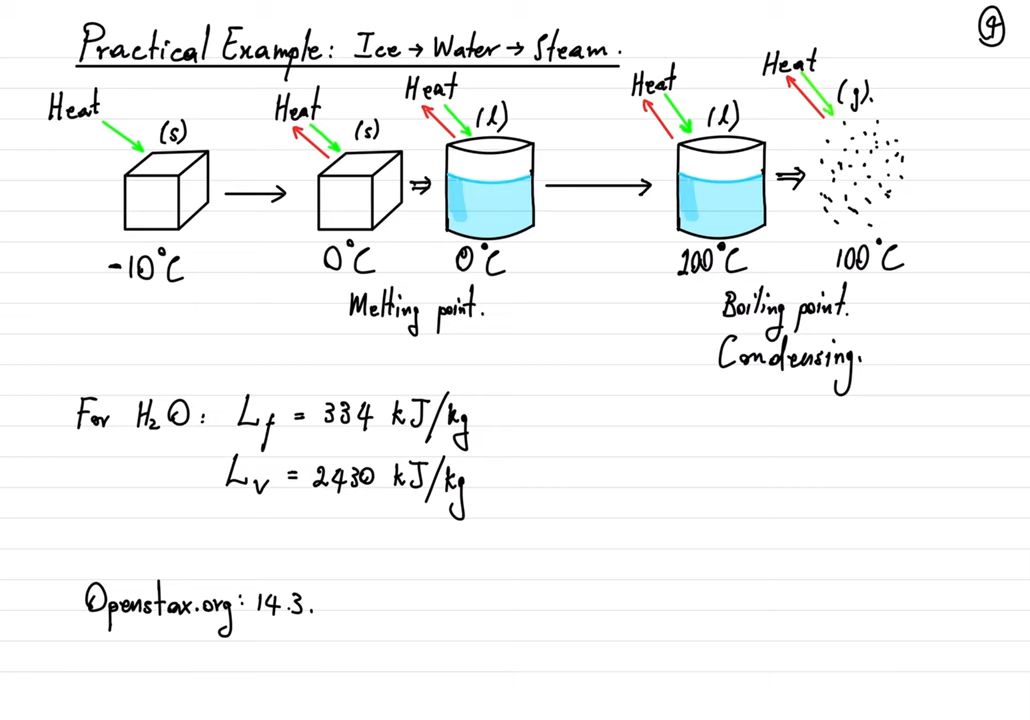 ④
Practical Example: Ice → Water → Steam.
Heat Heat Heat Heat Heat
(s) (s) (l) (l) (g).
-10°C 0°C 0°C 100°C 100°C
Melting point. Boiling point.
Condensing.
For H₂O: Lf = 334 kJ/kg
Lv = 2430 kJ/kg
Openstax.org: 14.3.